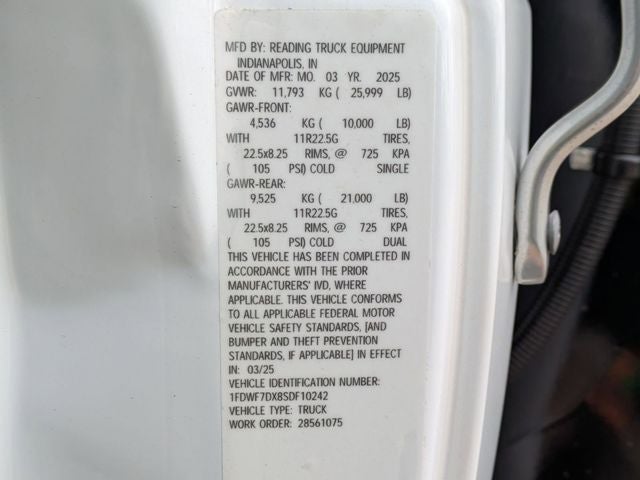 MFD BY: READING TRUCK EQUIPMENT
INDIANAPOLIS, IN
DATE OF MFR: MO. 03 YR. 2025
GVWR: 11,793 KG ( 25,999 LB)
GAWR-FRONT:
4,536 KG ( 10,000 LB)
WITH 11R22.5G TIRES,
22.5x8.25 RIMS, @ 725 KPA
( 105 PSI) COLD SINGLE
GAWR-REAR:
9,525 KG ( 21,000 LB)
WITH 11R22.5G TIRES,
22.5x8.25 RIMS, @ 725 KPA
( 105 PSI) COLD DUAL
THIS VEHICLE HAS BEEN COMPLETED IN
ACCORDANCE WITH THE PRIOR
MANUFACTURERS' IVD, WHERE
APPLICABLE. THIS VEHICLE CONFORMS
TO ALL APPLICABLE FEDERAL MOTOR
VEHICLE SAFETY STANDARDS, [AND
BUMPER AND THEFT PREVENTION
STANDARDS, IF APPLICABLE] IN EFFECT
IN: 03/25
VEHICLE IDENTIFICATION NUMBER:
1FDWF7DX8SDF10242
VEHICLE TYPE: TRUCK
WORK ORDER: 28561075